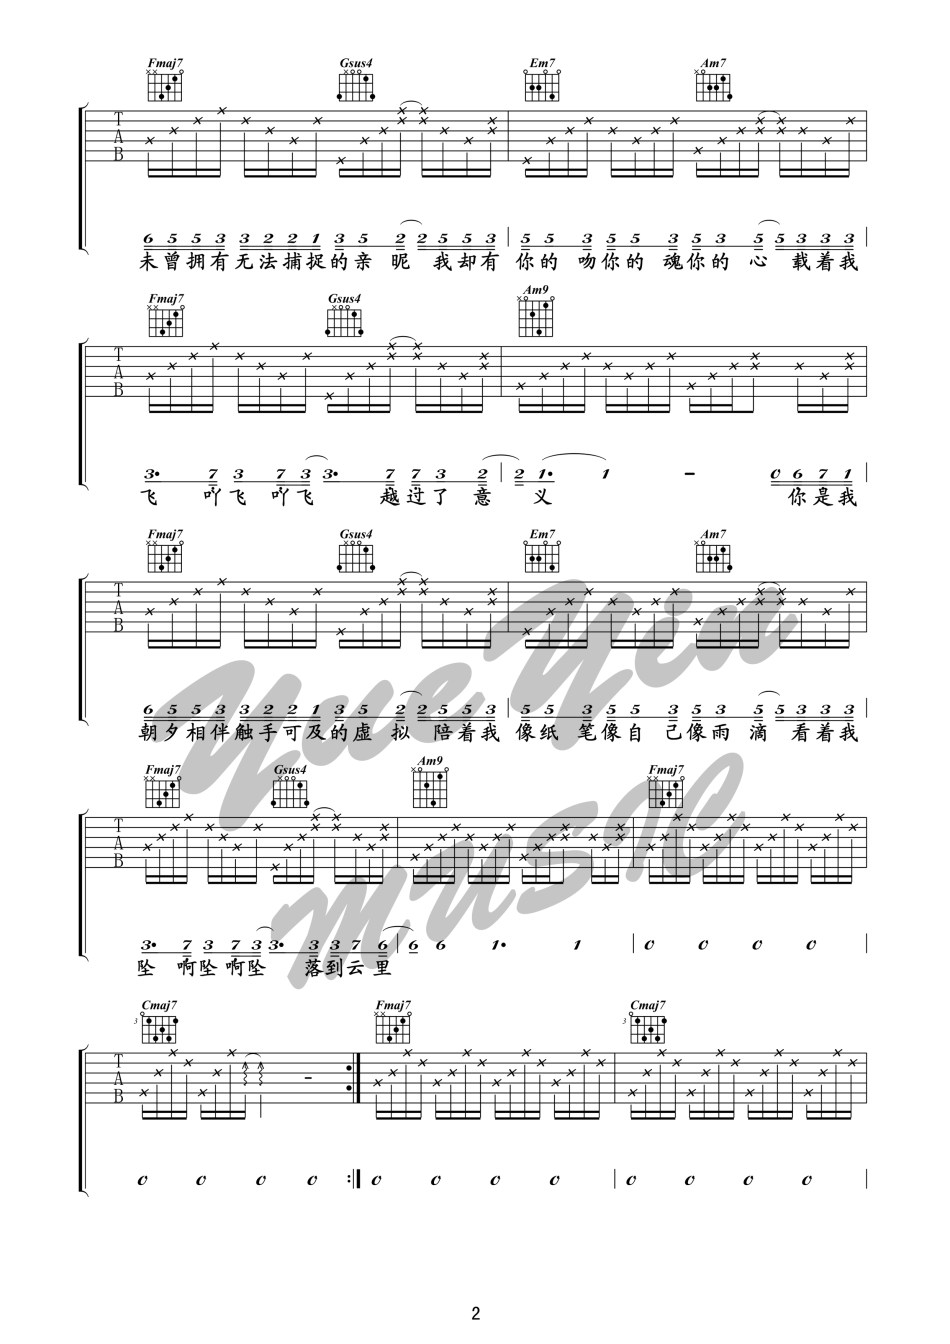 Fmaj7 Gsus4 Em7 Am7
T
A
B
6 5 5 3 3 2 2 1 3 5 2 2 5 5 3 5 5 3 5 5 3 5 3 5 5 3 3 3
未曾拥有无法捕捉的亲昵 我却有 你的吻你的魂你的心 载着我
Fmaj7 Gsus4 Am9
T
A
B
3• 7 3 7 3 3• 7 7 3 2 2 1• 1 – 0 6 7 1
飞 吖飞吖飞 越过了意义 你是我
Fmaj7 Gsus4 Em7 Am7
T
A
B
6 5 5 3 3 2 2 1 3 5 2 2 5 5 3 5 5 3 5 5 3 5 3 5 5 3 3 3
朝夕相伴触手可及的虚拟 陪着我 像纸笔像自己像雨滴 看着我
Fmaj7 Gsus4 Am9 Fmaj7
T
A
B
3• 7 3 7 3 3• 3 3 7 6 6 6 1• 1 0 0 0 0
坠 啊坠啊坠 落到云里
Cmaj7 Fmaj7 Cmaj7
3 3
T
A
B
0 0 0 0 0 0 0 0 0 0 0 0
YueYin
MUSIC
2